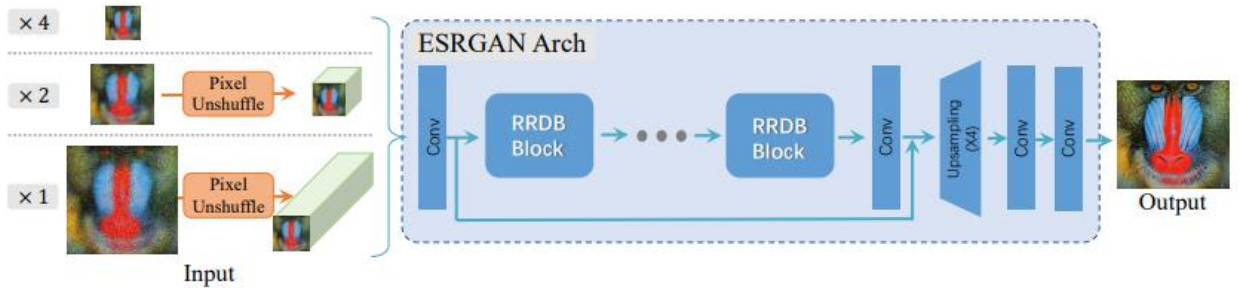 × 4
× 2
Pixel
Unshuffle
× 1
Pixel
Unshuffle
Input
ESRGAN Arch
Conv
RRDB
Block
RRDB
Block
Conv
Upsampling
(X4)
Conv
Conv
Output